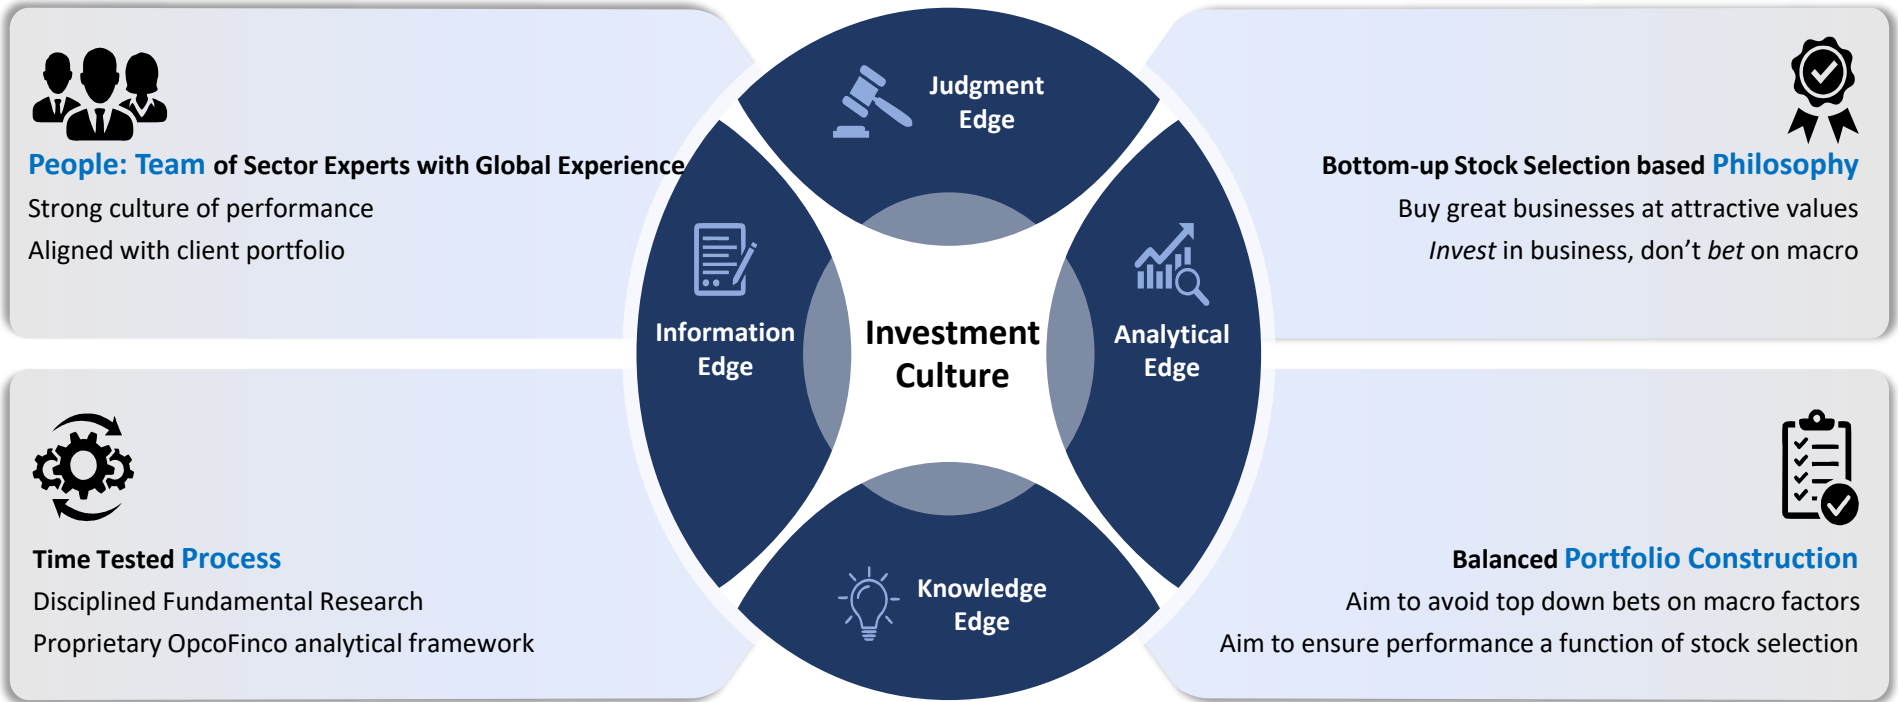 People: Team of Sector Experts with Global Experience
Strong culture of performance
Aligned with client portfolio
Judgment
Edge
Bottom-up Stock Selection based Philosophy
Buy great businesses at attractive values
Invest in business, don’t bet on macro
Information
Edge
Investment
Culture
Analytical
Edge
Time Tested Process
Disciplined Fundamental Research
Proprietary OpcoFinco analytical framework
Knowledge
Edge
Balanced Portfolio Construction
Aim to avoid top down bets on macro factors
Aim to ensure performance a function of stock selection